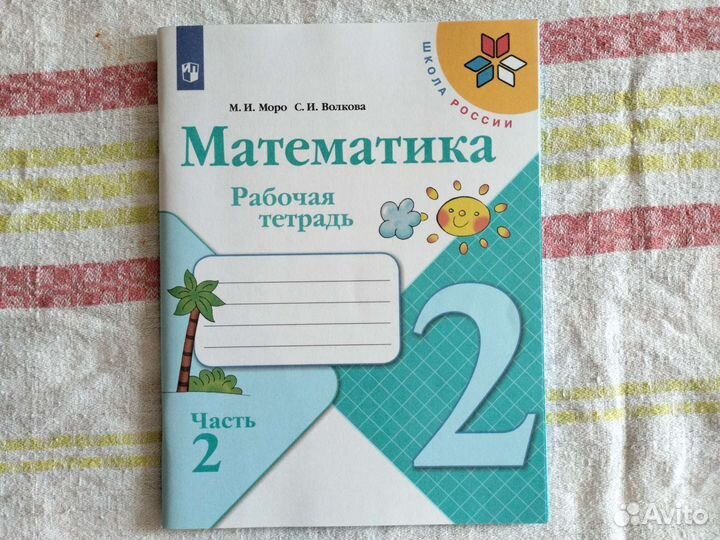 ШКОЛА РОССИИ
М. И. Моро С. И. Волкова
Математика
Рабочая
тетрадь
2
Часть
2
Avito